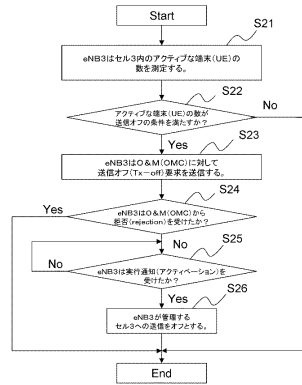 Start
S21
eNB3はセル3内のアクティブな端末(UE)の
数を測定する。
S22
アクティブな端末(UE)の数が
送信オフの条件を満たすか?
No
Yes
S23
eNB3はO&M(OMC)に対して
送信オフ(Tx-off)要求を送信する。
S24
Yes
eNB3はO&M(OMC)から
拒否(rejection)を受けたか?
No
S25
No
eNB3は実行通知(アクティベーション)を
受けたか?
Yes
S26
eNB3が管理する
セル3への送信をオフとする。
End